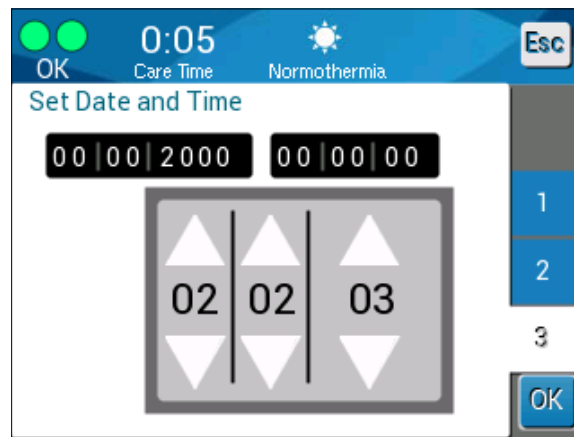 0:05 Esc
OK Care Time Normothermia
Set Date and Time
00|00|2000 00|00|00
1
02 02 03
2
3
OK